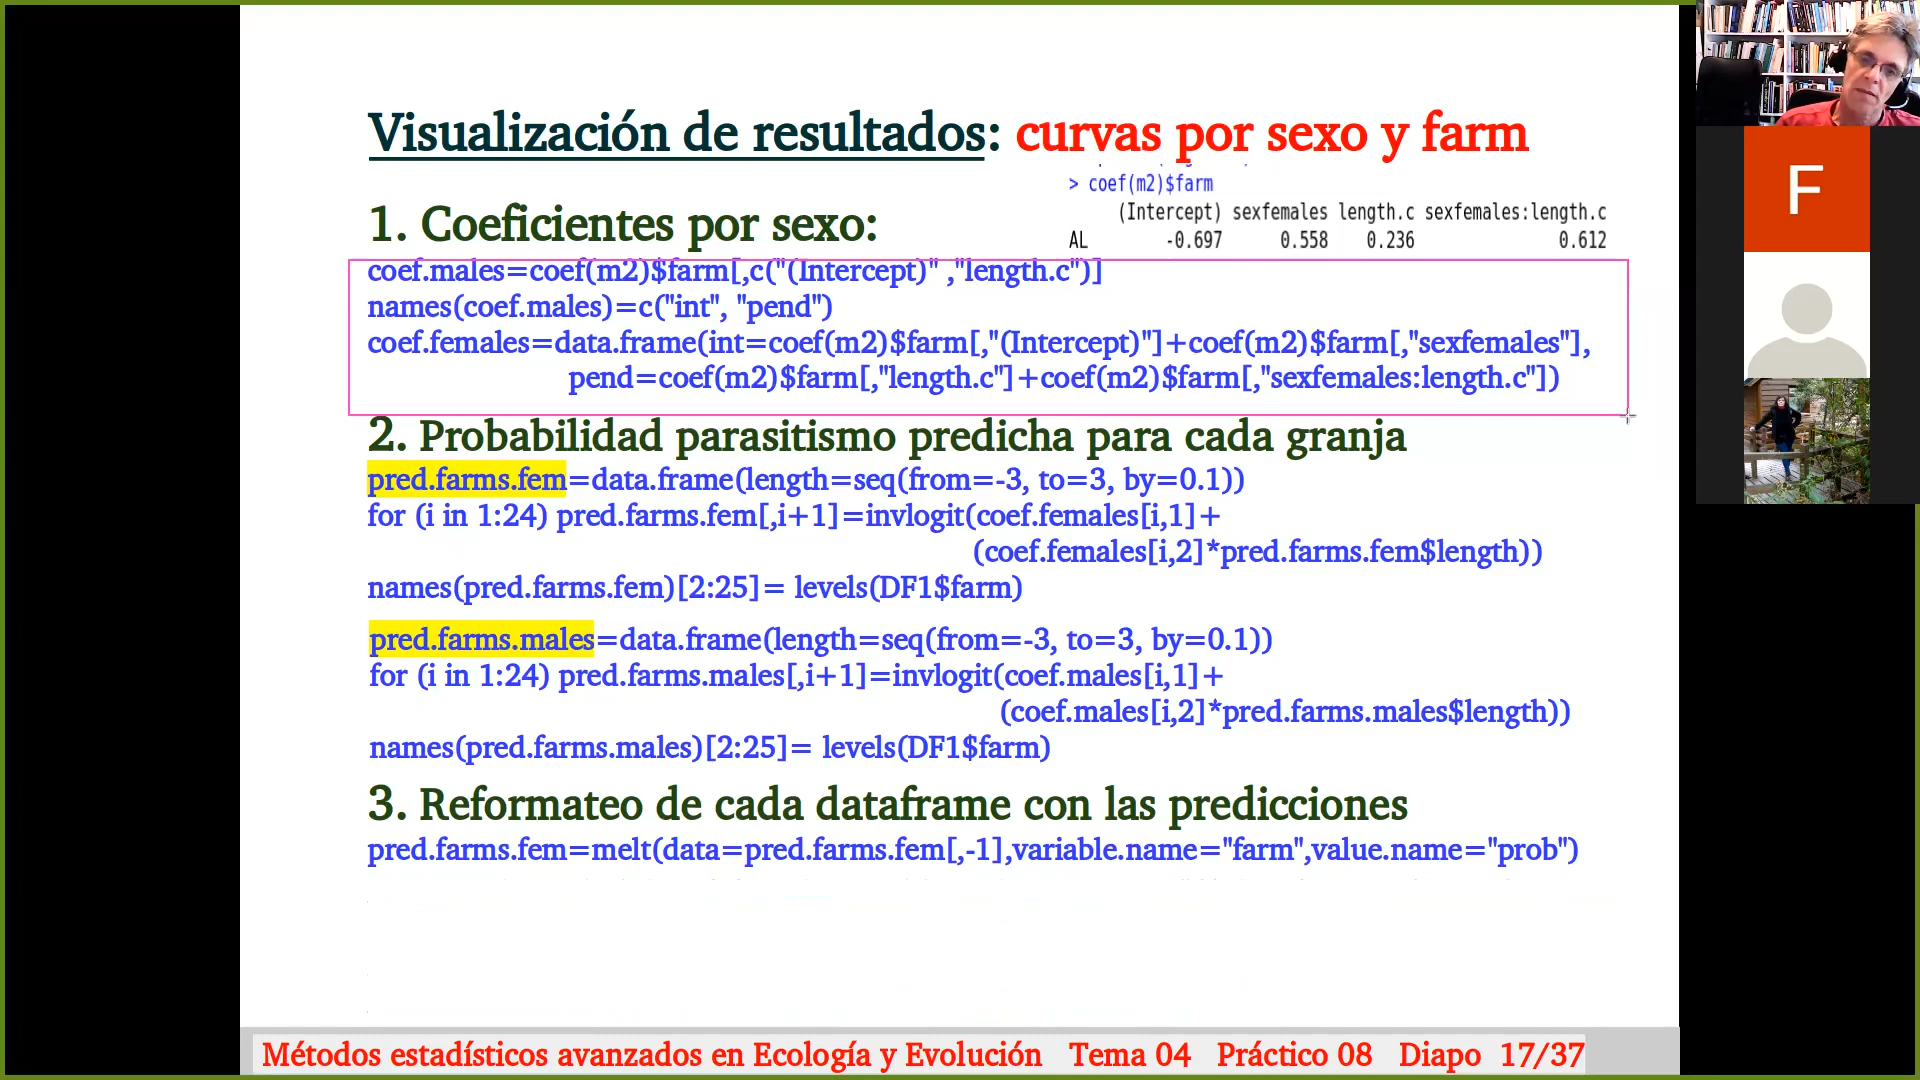 Visualización de resultados: curvas por sexo y farm
> coef(m2)$farm
(Intercept) sexfemales length.c sexfemales:length.c
AL -0.697 0.558 0.236 0.612
1. Coeficientes por sexo:
coef.males=coef(m2)$farm[,c("(Intercept)" ,"length.c")]
names(coef.males)=c("int", "pend")
coef.females=data.frame(int=coef(m2)$farm[,"(Intercept)"]+coef(m2)$farm[,"sexfemales"],
pend=coef(m2)$farm[,"length.c"]+coef(m2)$farm[,"sexfemales:length.c"])
2. Probabilidad parasitismo predicha para cada granja
pred.farms.fem=data.frame(length=seq(from=-3, to=3, by=0.1))
for (i in 1:24) pred.farms.fem[,i+1]=invlogit(coef.females[i,1]+
(coef.females[i,2]*pred.farms.fem$length))
names(pred.farms.fem)[2:25]= levels(DF1$farm)
pred.farms.males=data.frame(length=seq(from=-3, to=3, by=0.1))
for (i in 1:24) pred.farms.males[,i+1]=invlogit(coef.males[i,1]+
(coef.males[i,2]*pred.farms.males$length))
names(pred.farms.males)[2:25]= levels(DF1$farm)
3. Reformateo de cada dataframe con las predicciones
pred.farms.fem=melt(data=pred.farms.fem[,-1],variable.name="farm",value.name="prob")
Métodos estadísticos avanzados en Ecología y Evolución Tema 04 Práctico 08 Diapo 17/37
F